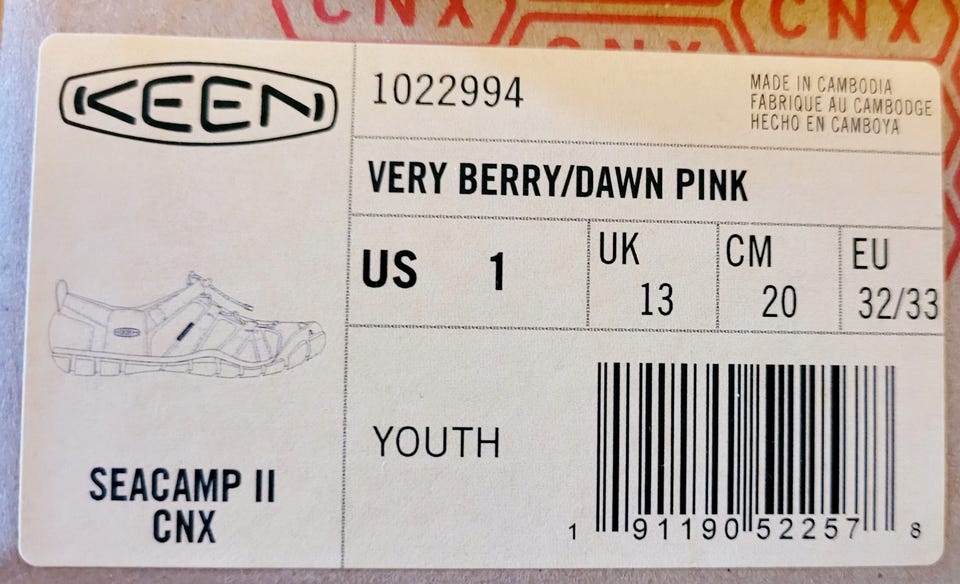 CNX
CNX
CNX
KEEN
1022994
MADE IN CAMBODIA
FABRIQUE AU CAMBODGE
HECHO EN CAMBOYA
VERY BERRY/DAWN PINK
US 1
UK 13
CM 20
EU 32/33
YOUTH
SEACAMP II
CNX
1 91190 52257 8